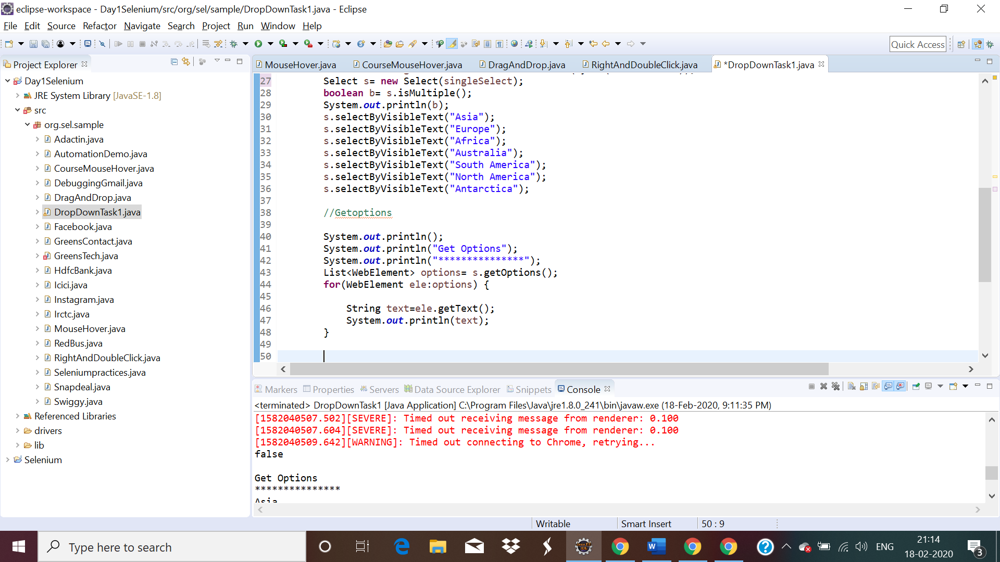 eclipse-workspace - Day1Selenium/src/org/sel/sample/DropDownTask1.java - Eclipse
File Edit Source Refactor Navigate Search Project Run Window Help
Quick Access
Project Explorer
Day1Selenium
JRE System Library [JavaSE-1.8]
src
org.sel.sample
Adactin.java
AutomationDemo.java
CourseMouseHover.java
DebuggingGmail.java
DragAndDrop.java
DropDownTask1.java
Facebook.java
GreensContact.java
GreensTech.java
HdfcBank.java
Icici.java
Instagram.java
Irctc.java
MouseHover.java
RedBus.java
RightAndDoubleClick.java
Seleniumpractices.java
Snapdeal.java
Swiggy.java
Referenced Libraries
drivers
lib
Selenium
MouseHover.java CourseMouseHover.java DragAndDrop.java RightAndDoubleClick.java *DropDownTask1.java
27 Select s= new Select(singleSelect);
28 boolean b= s.isMultiple();
29 System.out.println(b);
30 s.selectByVisibleText("Asia");
31 s.selectByVisibleText("Europe");
32 s.selectByVisibleText("Africa");
33 s.selectByVisibleText("Australia");
34 s.selectByVisibleText("South America");
35 s.selectByVisibleText("North America");
36 s.selectByVisibleText("Antarctica");
37
38 //Getoptions
39
40 System.out.println();
41 System.out.println("Get Options");
42 System.out.println("***************");
43 List<WebElement> options= s.getOptions();
44 for(WebElement ele:options) {
45
46 String text=ele.getText();
47 System.out.println(text);
48 }
49
50
Markers Properties Servers Data Source Explorer Snippets Console
<terminated> DropDownTask1 [Java Application] C:\Program Files\Java\jre1.8.0_241\bin\javaw.exe (18-Feb-2020, 9:11:35 PM)
[1582040507.502][SEVERE]: Timed out receiving message from renderer: 0.100
[1582040507.604][SEVERE]: Timed out receiving message from renderer: 0.100
[1582040509.642][WARNING]: Timed out connecting to Chrome, retrying...
false
Get Options
***************
Asia
Writable Smart Insert 50 : 9
Type here to search
ENG
21:14
18-02-2020
3